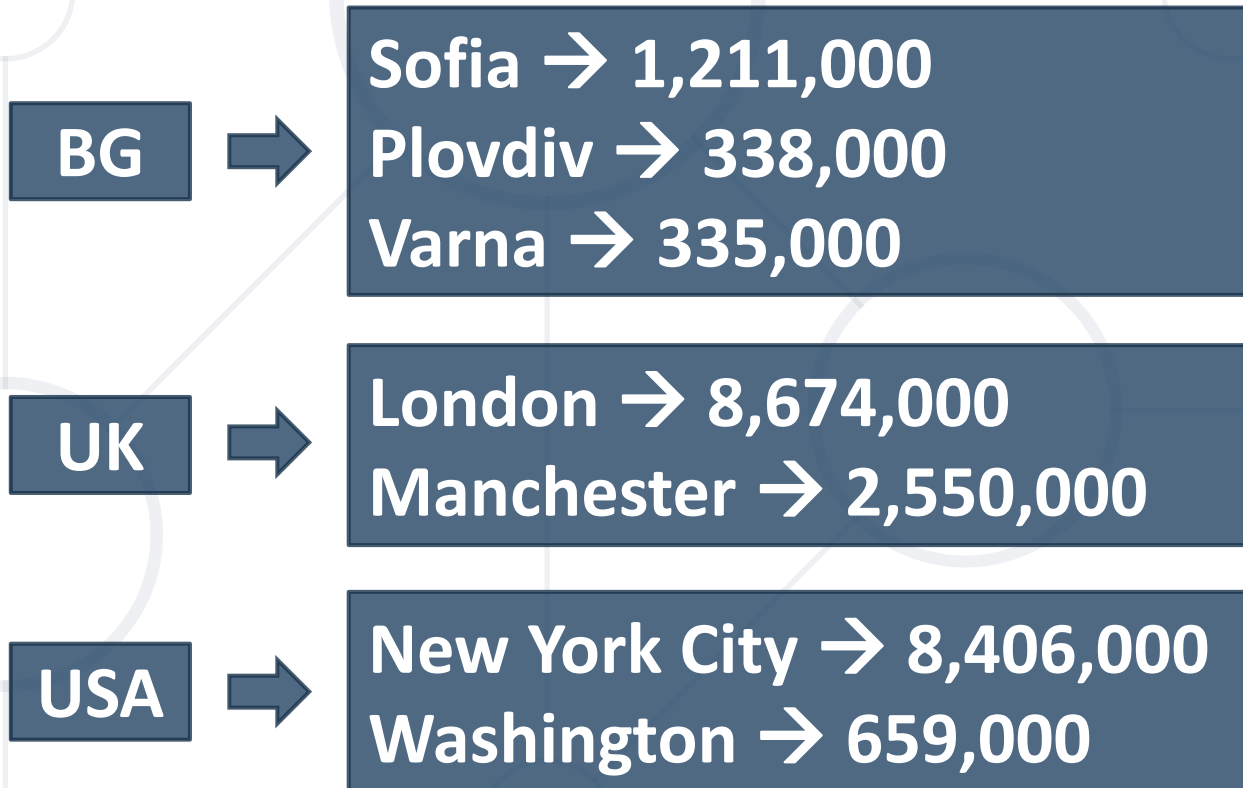 BG
Sofia → 1,211,000
Plovdiv → 338,000
Varna → 335,000
UK
London → 8,674,000
Manchester → 2,550,000
USA
New York City → 8,406,000
Washington → 659,000